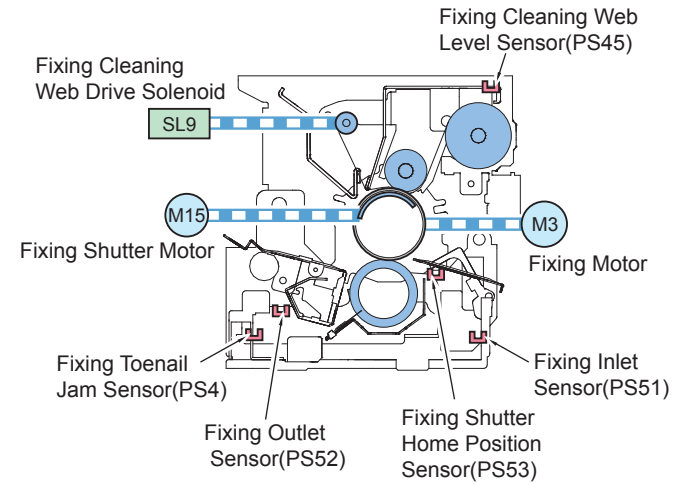 Fixing Cleaning Web
Level Sensor(PS45)
Fixing Cleaning
Web Drive Solenoid
SL9
M15
M3
Fixing Shutter Motor
Fixing Motor
Fixing Toenail
Jam Sensor(PS4)
Fixing Outlet
Sensor(PS52)
Fixing Shutter
Home Position
Sensor(PS53)
Fixing Inlet
Sensor(PS51)